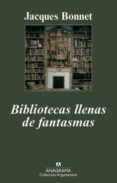 Jacques Bonnet
Bibliotecas llenas
de fantasmas
ANAGRAMA
Colección Argumentos